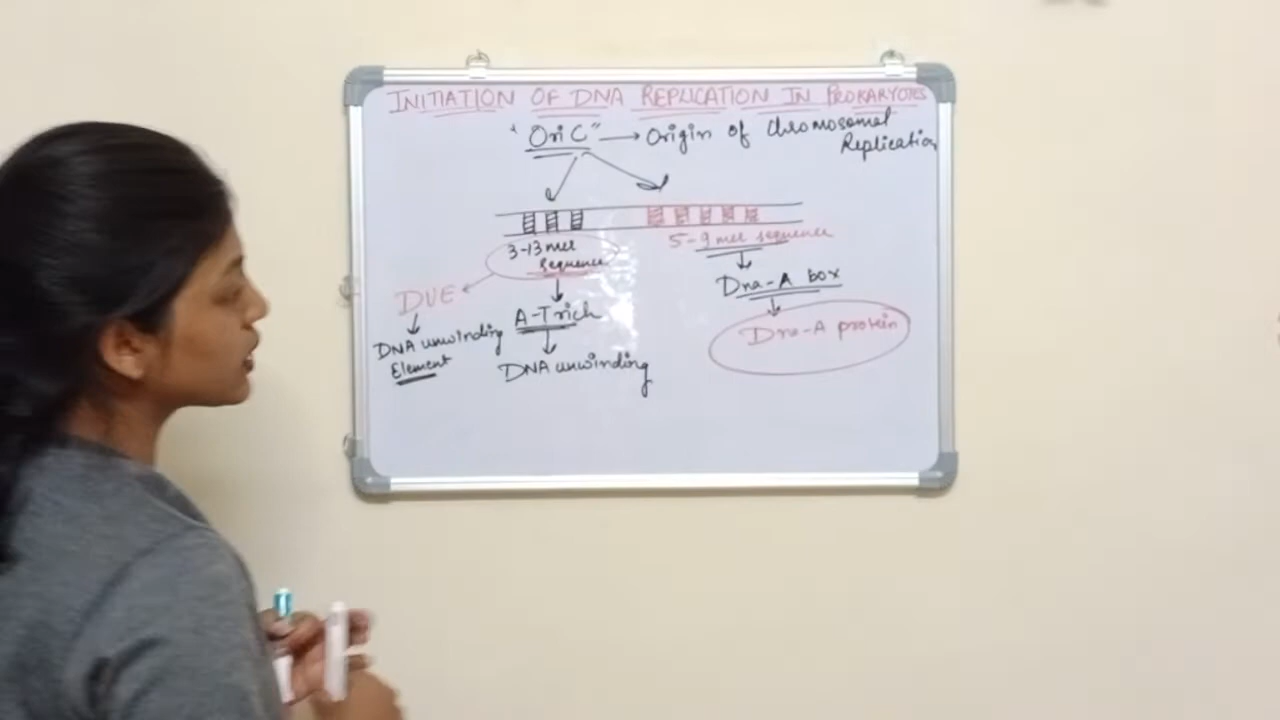 INITIATION OF DNA REPLICATION IN PROKARYOTES
"Ori C" → Origin of Chromosomal
Replication
3-13 mer
sequence
5-9 mer sequence
DUE
A-T rich
Dna-A box
DNA unwinding
Element
DNA unwinding
Dna-A protein